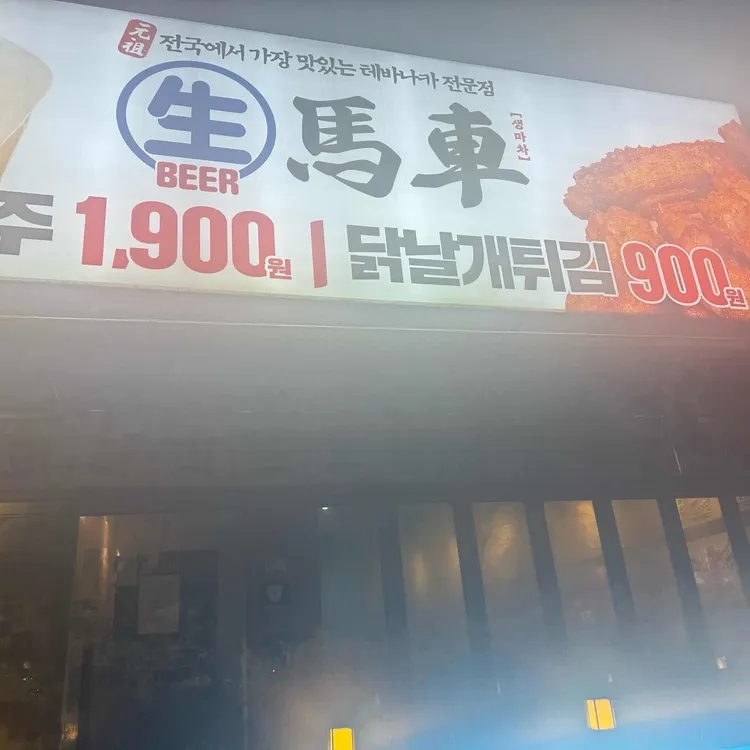 元祖 전국에서 가장 맛있는 테바나카 전문점
生 馬車 [생마차]
BEER
주 1,900원 | 닭날개튀김 900원